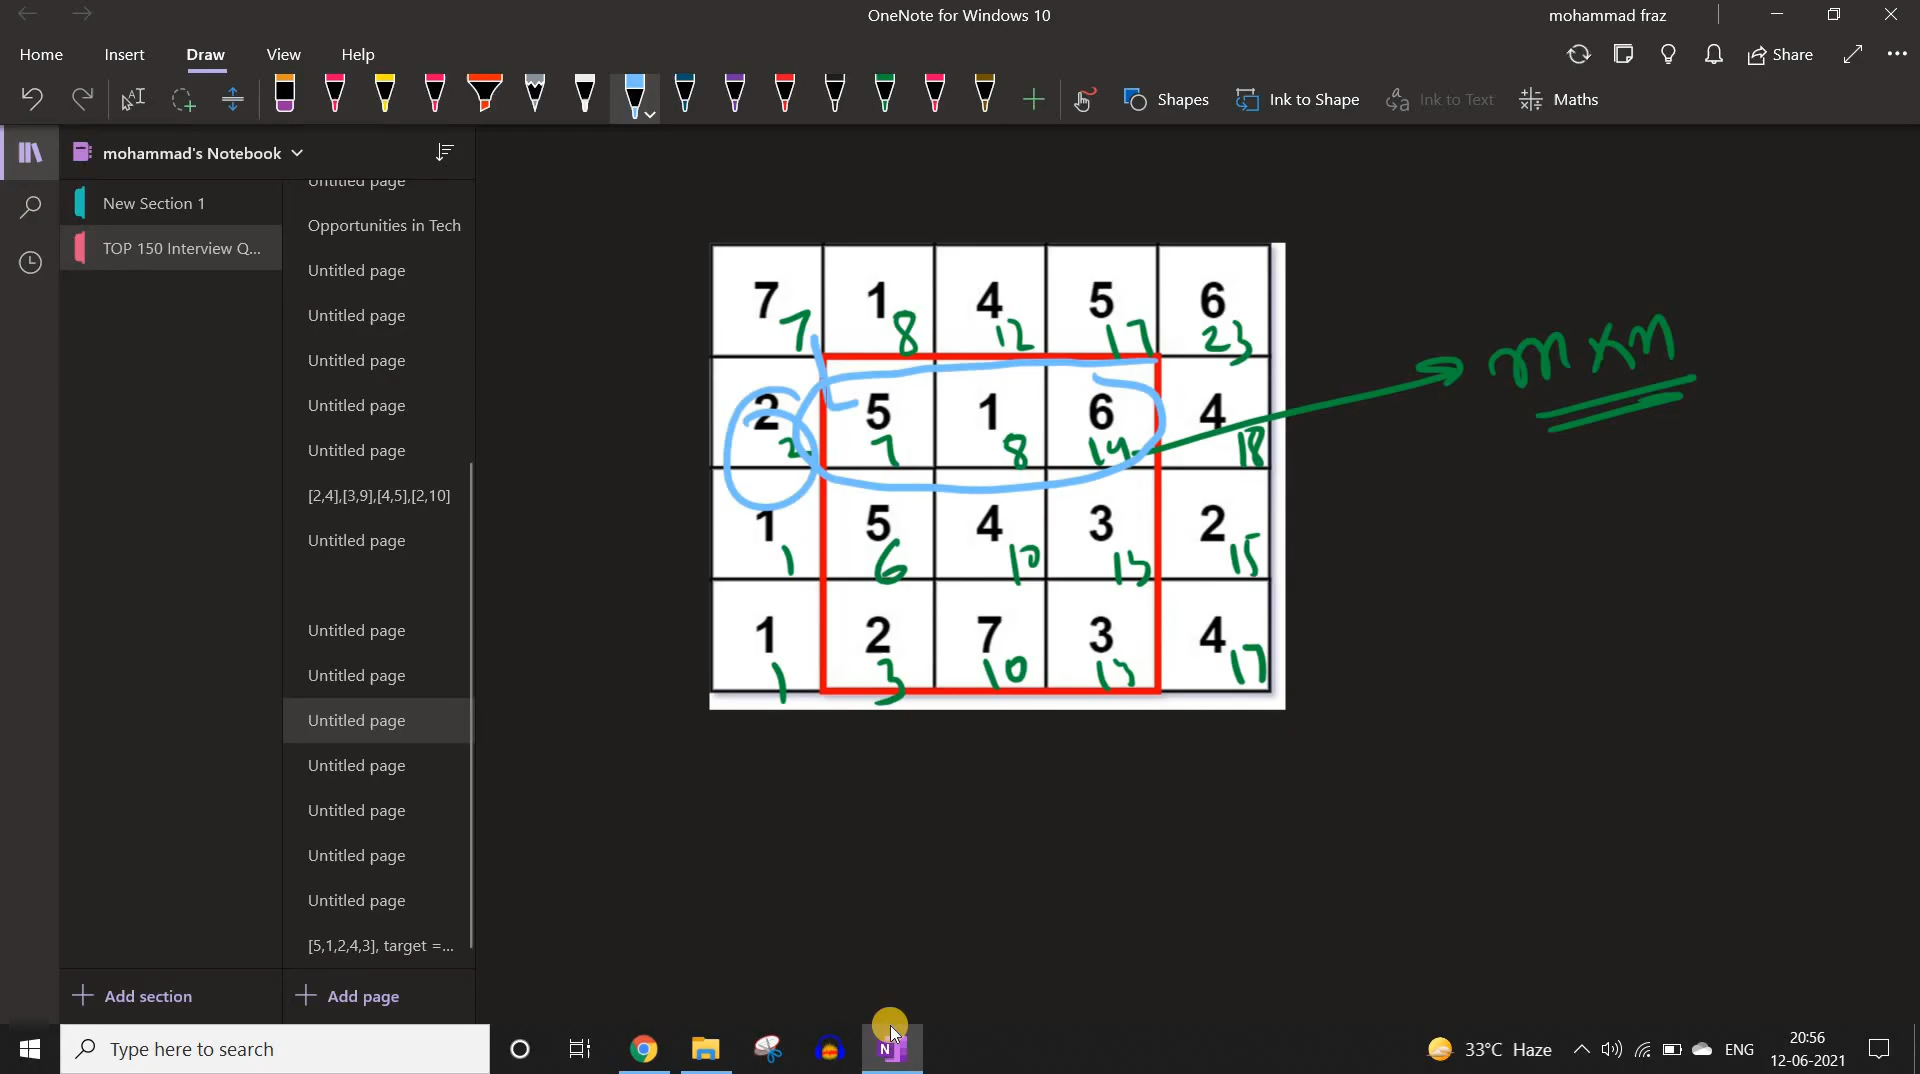 OneNote for Windows 10
mohammad fraz
Home Insert Draw View Help
Share
Shapes Ink to Shape Ink to Text Maths
mohammad's Notebook
New Section 1
TOP 150 Interview Q...
Untitled page
Opportunities in Tech
Untitled page
Untitled page
Untitled page
Untitled page
Untitled page
[2,4],[3,9],[4,5],[2,10]
Untitled page
Untitled page
Untitled page
Untitled page
Untitled page
Untitled page
Untitled page
Untitled page
[5,1,2,4,3], target =...
Add section
Add page
7 1 4 5 6
7 8 12 17 23
m x n
2 5 1 6 4
2 7 8 14 18
1 5 4 3 2
1 6 10 13 15
1 2 7 3 4
1 3 10 13 17
Type here to search
33°C Haze
ENG
20:56
12-06-2021